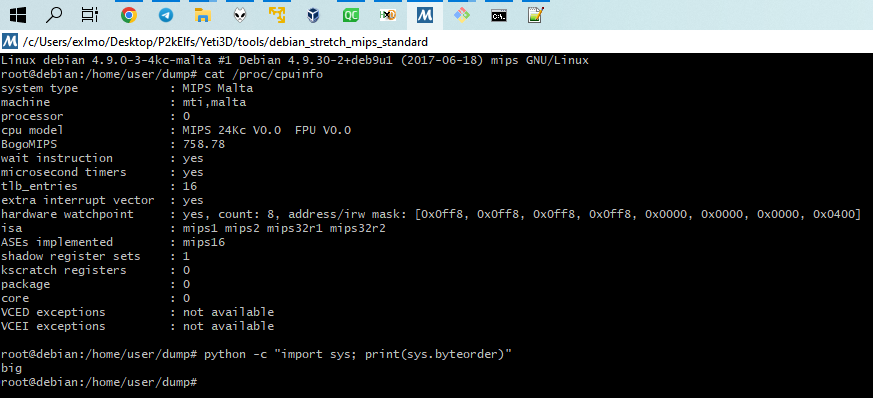 QC
HxD
M
M /c/Users/exlmo/Desktop/P2kElfs/Yeti3D/tools/debian_stretch_mips_standard
Linux debian 4.9.0-3-4kc-malta #1 Debian 4.9.30-2+deb9u1 (2017-06-18) mips GNU/Linux
root@debian:/home/user/dump# cat /proc/cpuinfo
system type             : MIPS Malta
machine                 : mti,malta
processor               : 0
cpu model               : MIPS 24Kc V0.0  FPU V0.0
BogoMIPS                : 758.78
wait instruction        : yes
microsecond timers      : yes
tlb_entries             : 16
extra interrupt vector  : yes
hardware watchpoint     : yes, count: 8, address/irw mask: [0x0ff8, 0x0ff8, 0x0ff8, 0x0ff8, 0x0000, 0x0000, 0x0000, 0x0400]
isa                     : mips1 mips2 mips32r1 mips32r2
ASEs implemented        : mips16
shadow register sets    : 1
kscratch registers      : 0
package                 : 0
core                    : 0
VCED exceptions         : not available
VCEI exceptions         : not available
root@debian:/home/user/dump# python -c "import sys; print(sys.byteorder)"
big
root@debian:/home/user/dump#